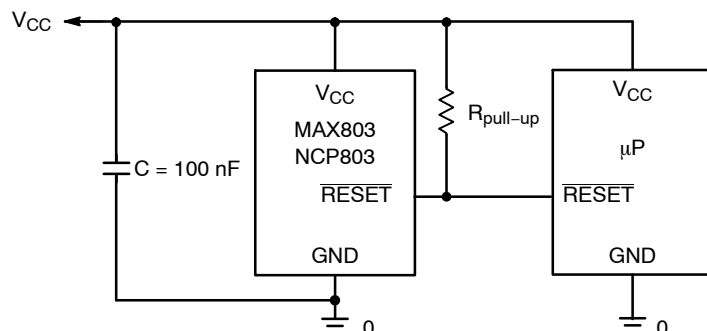 VCC
VCC
MAX803
NCP803
RESET
GND
C = 100 nF
Rpull−up
VCC
μP
RESET
GND
0
0